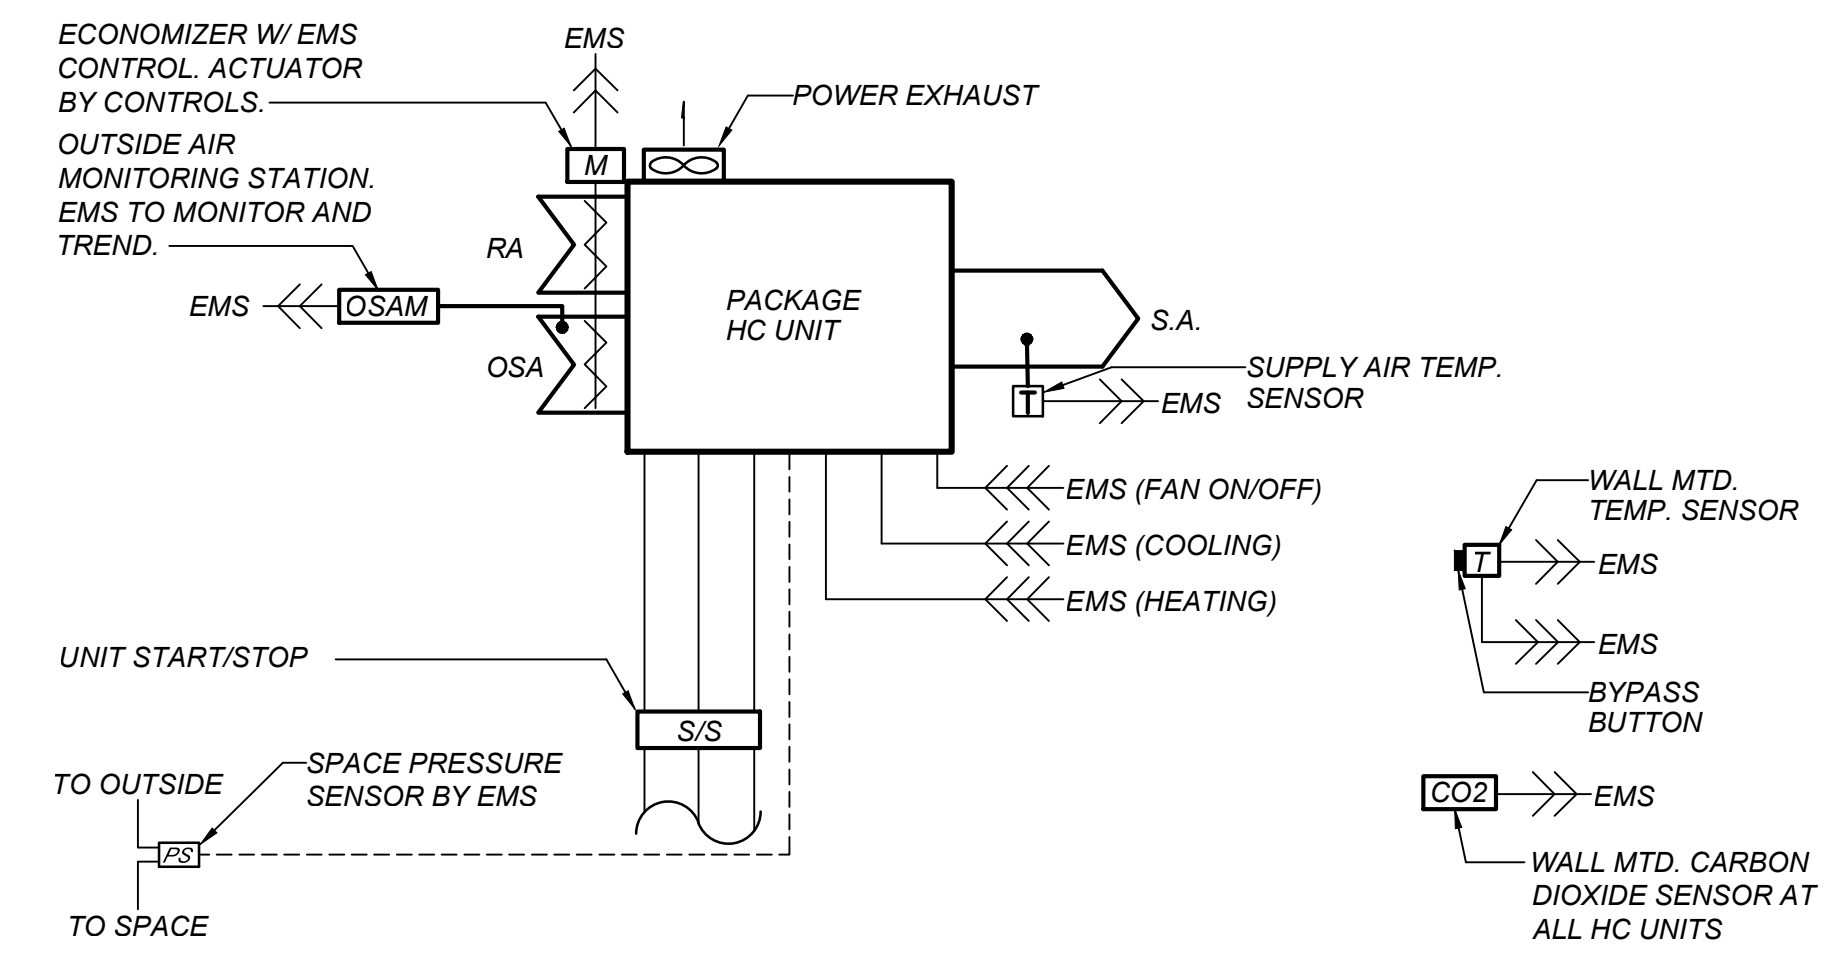 ECONOMIZER W/ EMS
CONTROL. ACTUATOR
BY CONTROLS.
EMS
POWER EXHAUST
OUTSIDE AIR
MONITORING STATION.
EMS TO MONITOR AND
TREND.
M
RA
EMS
OSAM
OSA
PACKAGE
HC UNIT
S.A.
SUPPLY AIR TEMP.
SENSOR
T
EMS
EMS (FAN ON/OFF)
EMS (COOLING)
EMS (HEATING)
WALL MTD.
TEMP. SENSOR
T
EMS
EMS
BYPASS
BUTTON
UNIT START/STOP
S/S
SPACE PRESSURE
SENSOR BY EMS
TO OUTSIDE
PS
TO SPACE
CO2
EMS
WALL MTD. CARBON
DIOXIDE SENSOR AT
ALL HC UNITS